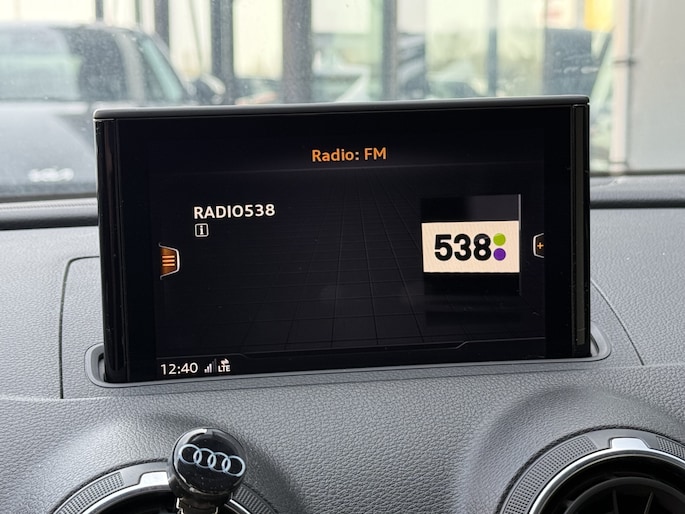 Radio: FM
RADIO538
i
538
+
12:40 LTE